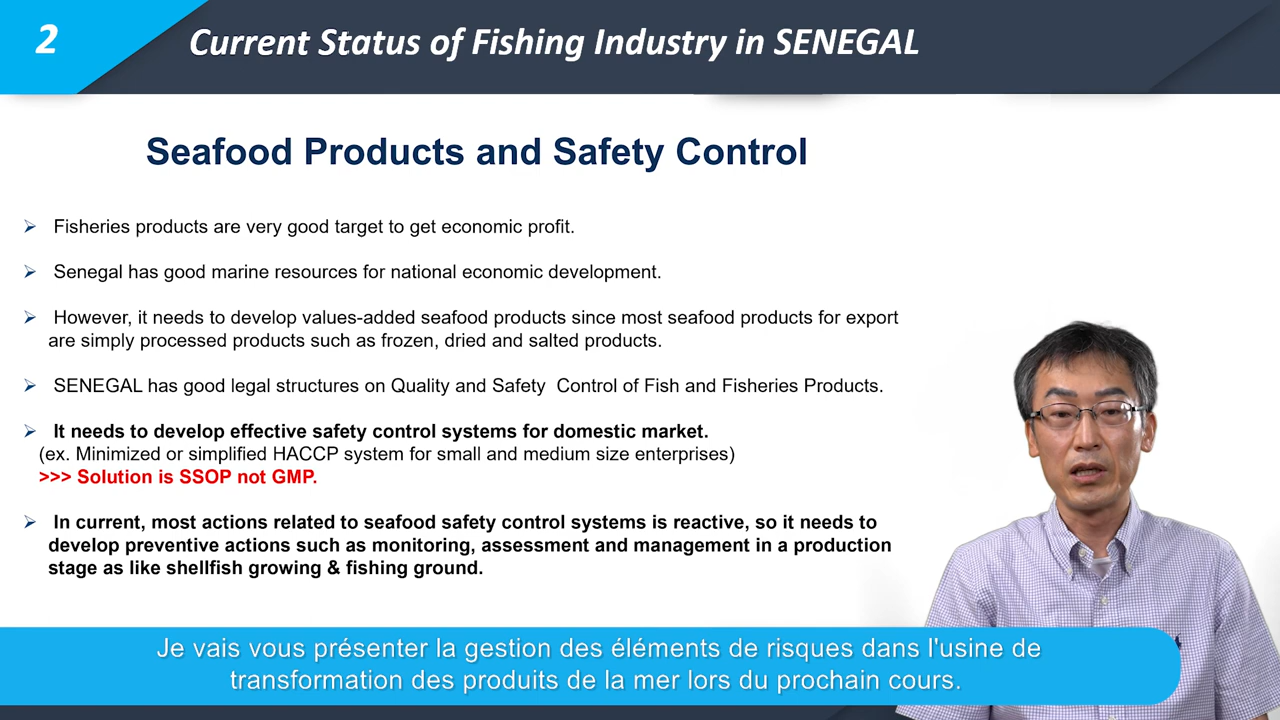 2
Current Status of Fishing Industry in SENEGAL
Seafood Products and Safety Control
Fisheries products are very good target to get economic profit.
Senegal has good marine resources for national economic development.
However, it needs to develop values-added seafood products since most seafood products for export
are simply processed products such as frozen, dried and salted products.
SENEGAL has good legal structures on Quality and Safety Control of Fish and Fisheries Products.
It needs to develop effective safety control systems for domestic market.
(ex. Minimized or simplified HACCP system for small and medium size enterprises)
>>> Solution is SSOP not GMP.
In current, most actions related to seafood safety control systems is reactive, so it needs to
develop preventive actions such as monitoring, assessment and management in a production
stage as like shellfish growing & fishing ground.
Je vais vous présenter la gestion des éléments de risques dans l'usine de
transformation des produits de la mer lors du prochain cours.